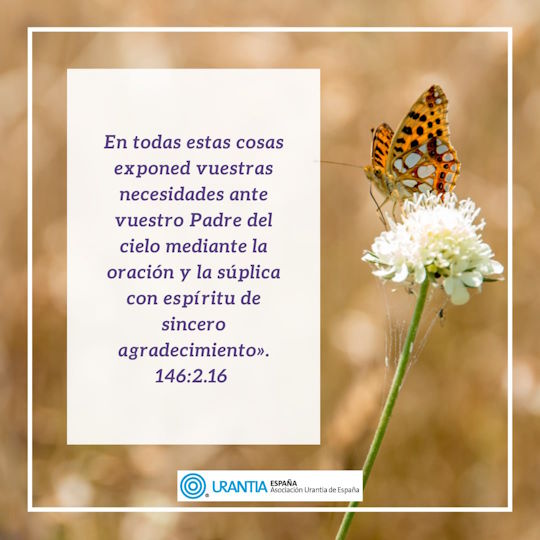 En todas estas cosas
exponed vuestras
necesidades ante
vuestro Padre del
cielo mediante la
oración y la súplica
con espíritu de
sincero
agradecimiento».
146:2.16
URANTIA ESPAÑA
Asociación Urantia de España